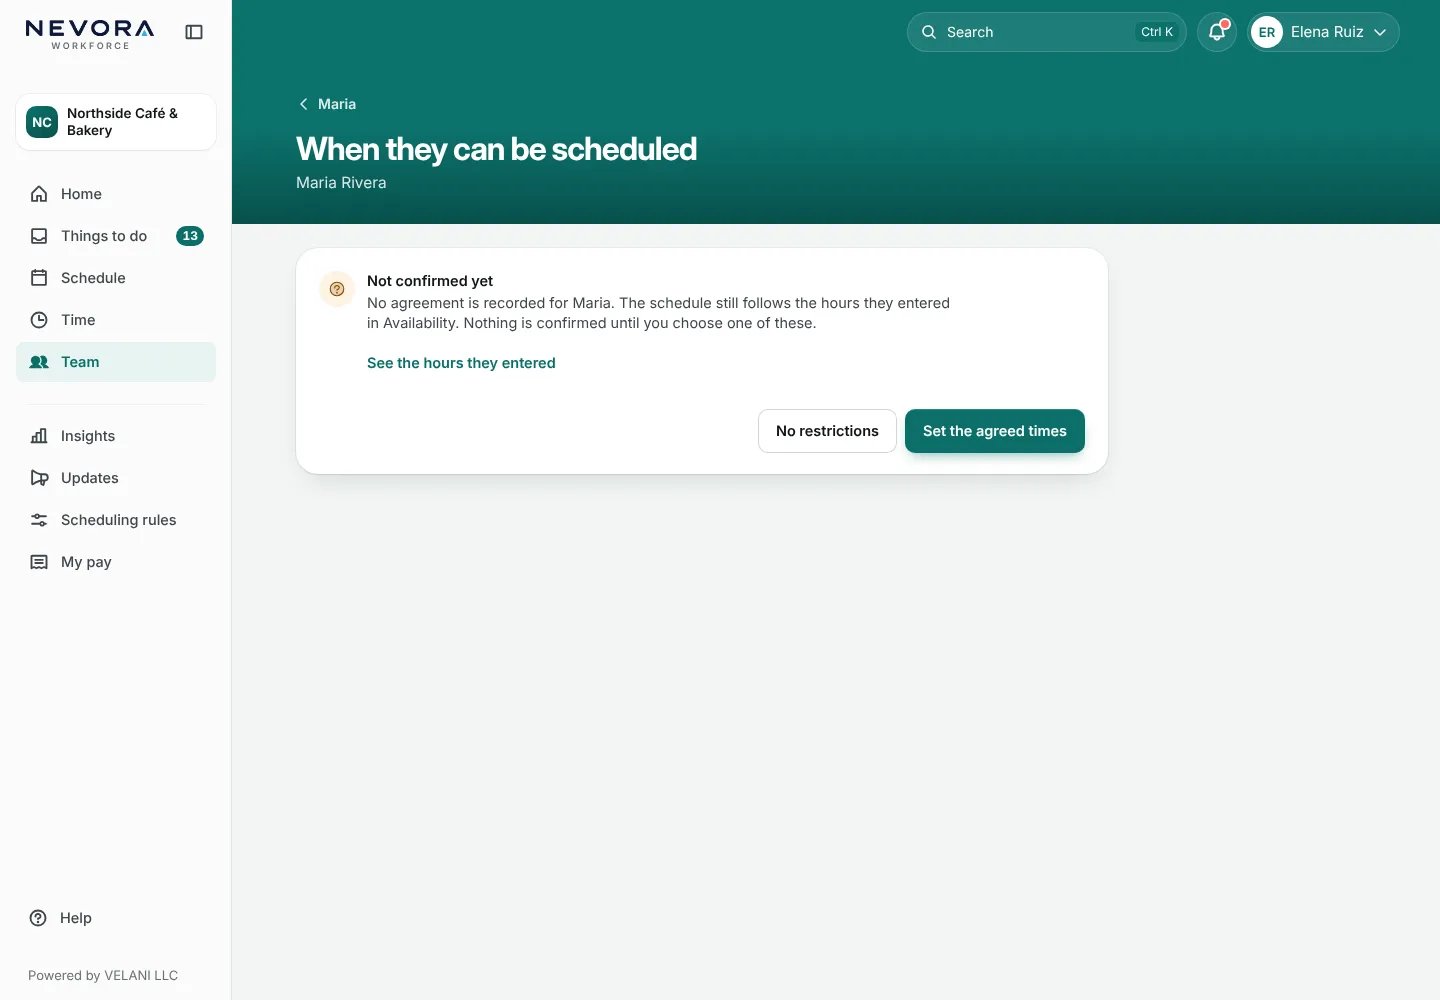 NEVORA
WORKFORCE
Search
Ctrl K
ER
Elena Ruiz
NC
Northside Café &
Bakery
Home
Things to do
13
Schedule
Time
Team
Insights
Updates
Scheduling rules
My pay
Help
Powered by VELANI LLC
Maria
When they can be scheduled
Maria Rivera
Not confirmed yet
No agreement is recorded for Maria. The schedule still follows the hours they entered
in Availability. Nothing is confirmed until you choose one of these.
See the hours they entered
No restrictions
Set the agreed times